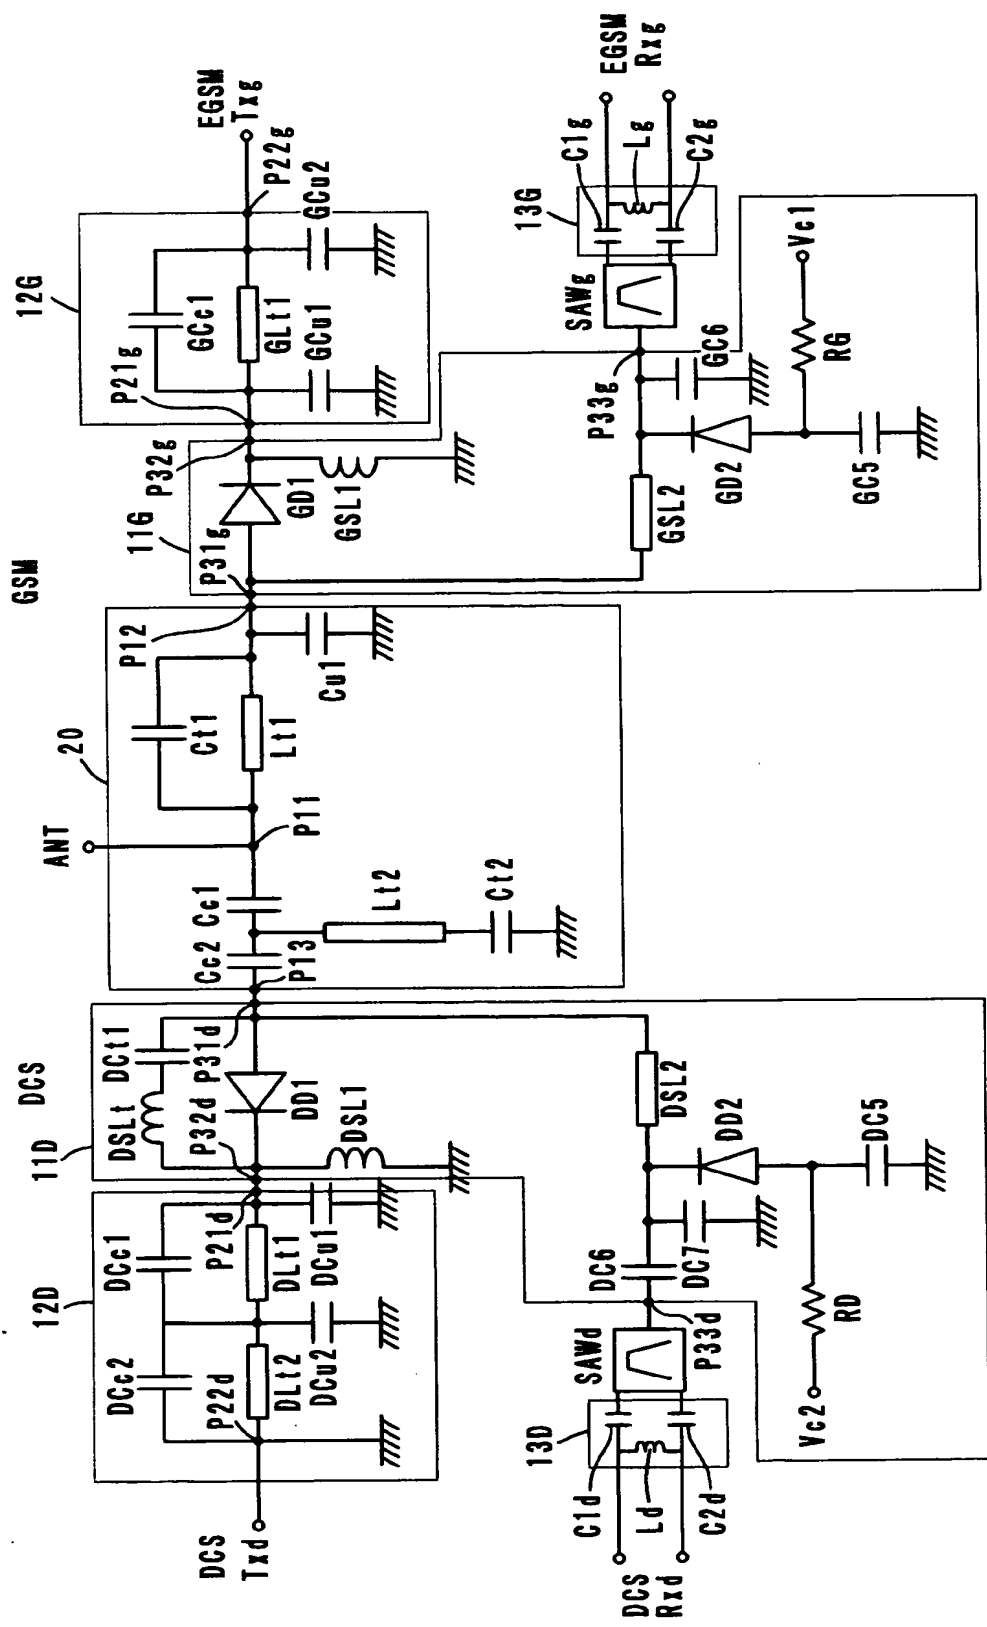 GSM
DCS
ANT
20
EGSM
Txg
P22g
12G
GCc1
GLt1
GCu1
GCu2
P21g
P32g
11G
P31g
GD1
GSL1
GSL2
P33g
GC6
GD2
GC5
RG
Vc1
SAWg
13G
C1g
Lg
C2g
EGSM
Rxg
P12
Ct1
Lt1
Cu1
P11
Cc1
Cc2
P13
Lt2
Ct2
11D
DSLt
DCt1
P31d
P32d
DD1
DSL1
DSL2
DD2
DC5
DC6
DC7
P33d
RD
Vc2
12D
DCc1
DCc2
P21d
P22d
DLt1
DLt2
DCu1
DCu2
DCS
Txd
SAWd
13D
C1d
Ld
C2d
DCS
Rxd